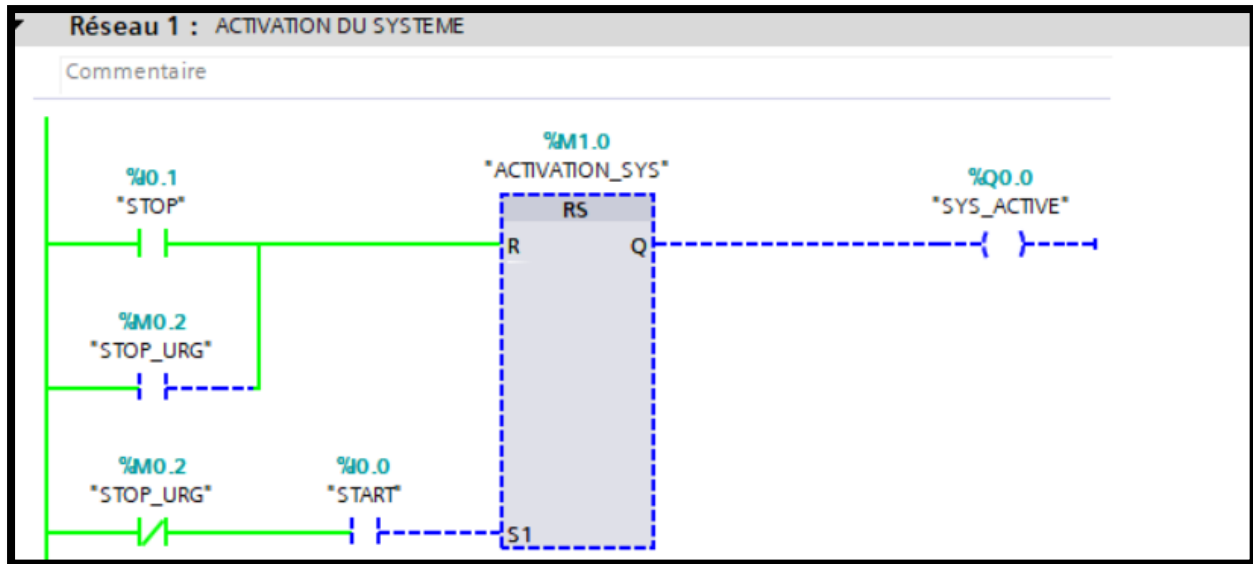 Réseau 1 : ACTIVATION DU SYSTEME
Commentaire
%M1.0
"ACTIVATION_SYS"
%I0.1
"STOP"
%Q0.0
"SYS_ACTIVE"
RS
R Q
%M0.2
"STOP_URG"
%M0.2
"STOP_URG"
%I0.0
"START"
S1